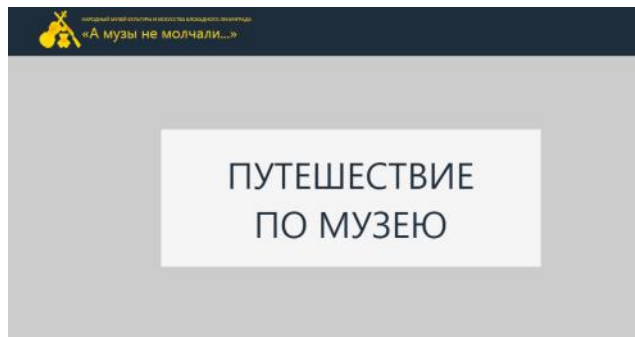 НАРОДНЫЙ МУЗЕЙ КУЛЬТУРЫ И ИСКУССТВА БЛОКАДНОГО ЛЕНИНГРАДА
«А музы не молчали...»
ПУТЕШЕСТВИЕ
ПО МУЗЕЮ